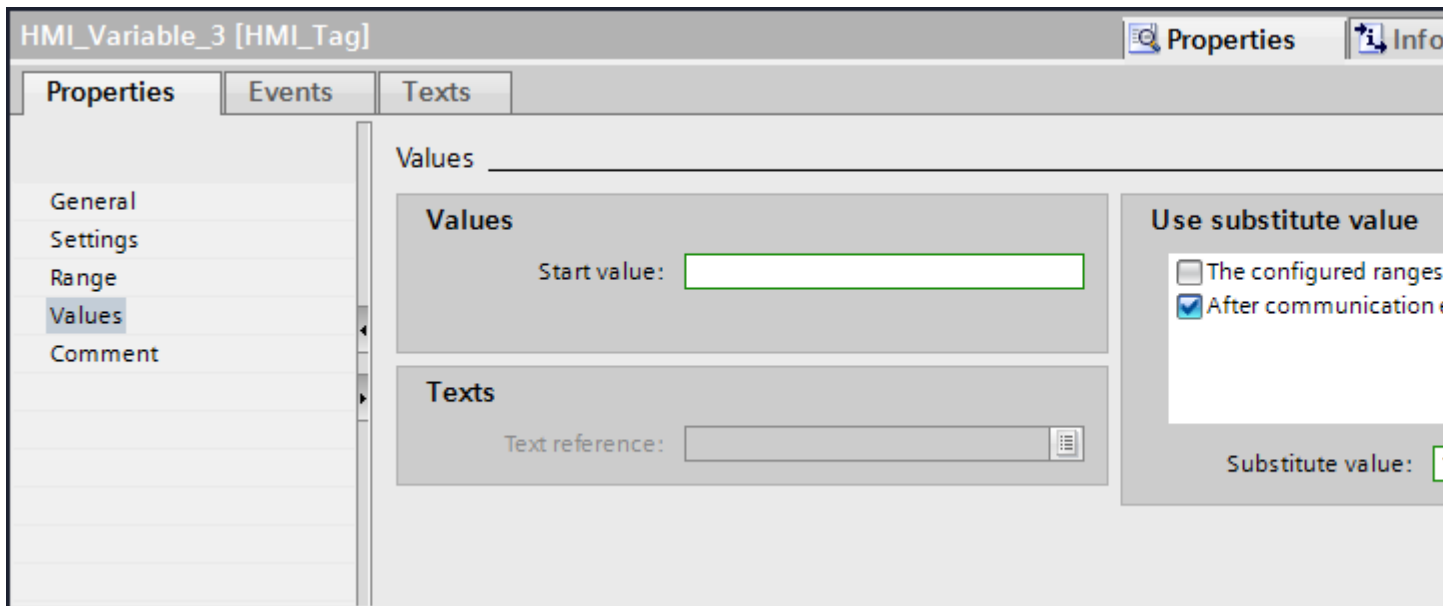 HMI_Variable_3 [HMI_Tag]
Properties
Info
Properties
Events
Texts
General
Settings
Range
Values
Comment
Values
Values
Start value:
Texts
Text reference:
Use substitute value
The configured ranges
After communication
Substitute value: